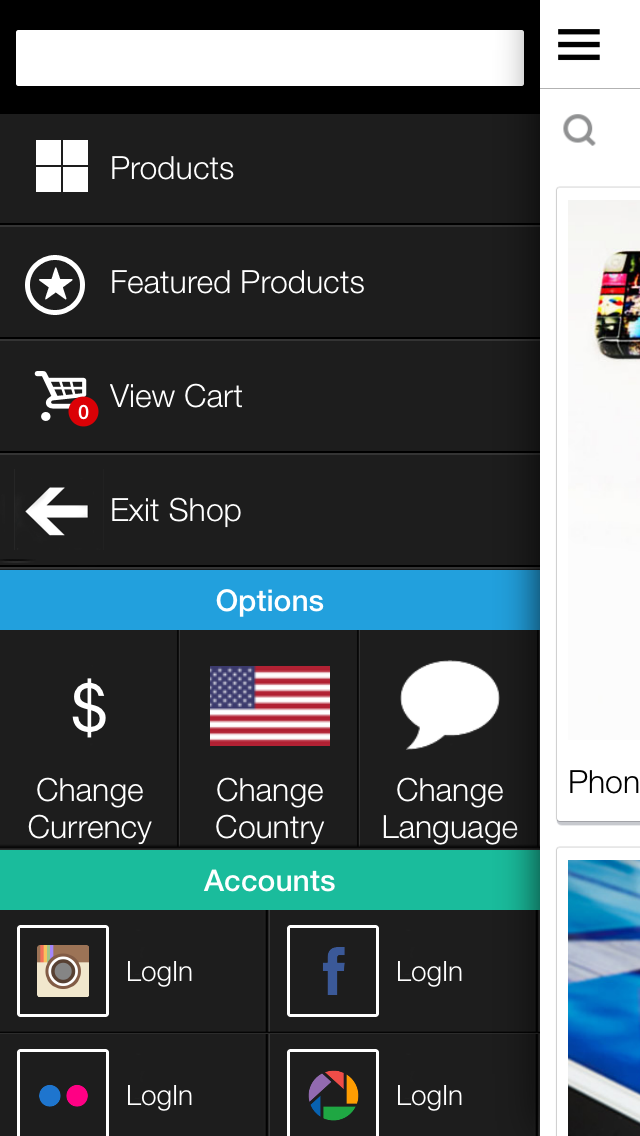 Products
Featured Products
0
View Cart
Exit Shop
Options
$
Change
Currency
Change
Country
Change
Language
Accounts
LogIn
f
LogIn
LogIn
LogIn
Phon